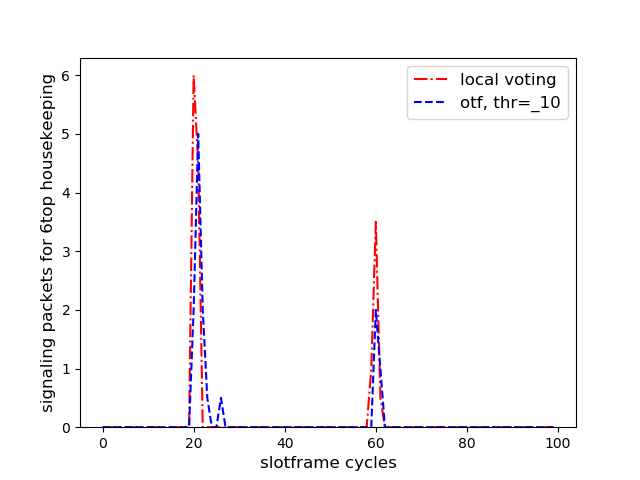 local voting
otf, thr=_10
signaling packets for 6top housekeeping
6
5
4
3
2
1
0
0 20 40 60 80 100
slotframe cycles